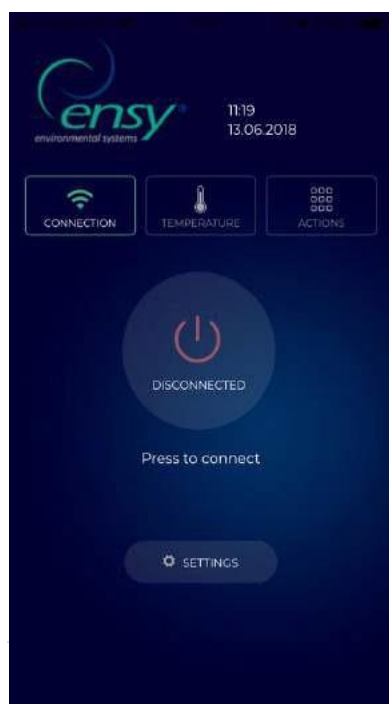 ensy
environmental systems
11:19
13.06.2018
CONNECTION
TEMPERATURE
ACTIONS
DISCONNECTED
Press to connect
SETTINGS